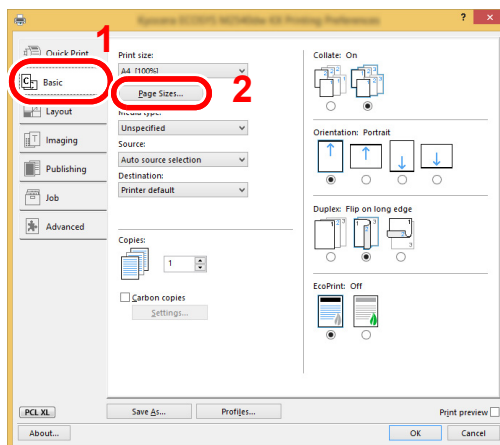 Kyocera ECOSYS M2540dw KX Printing Preferences
? x
1
Quick Print
Basic
Layout
Imaging
Publishing
Job
Advanced
Print size:
A4 [100%]
Page Sizes...
2
Media type:
Unspecified
Source:
Auto source selection
Destination:
Printer default
Copies:
1
Carbon copies
Settings...
Collate: On
Orientation: Portrait
Duplex: Flip on long edge
EcoPrint: Off
PCL XL
Save As...
Profiles...
Print preview
About...
OK
Cancel